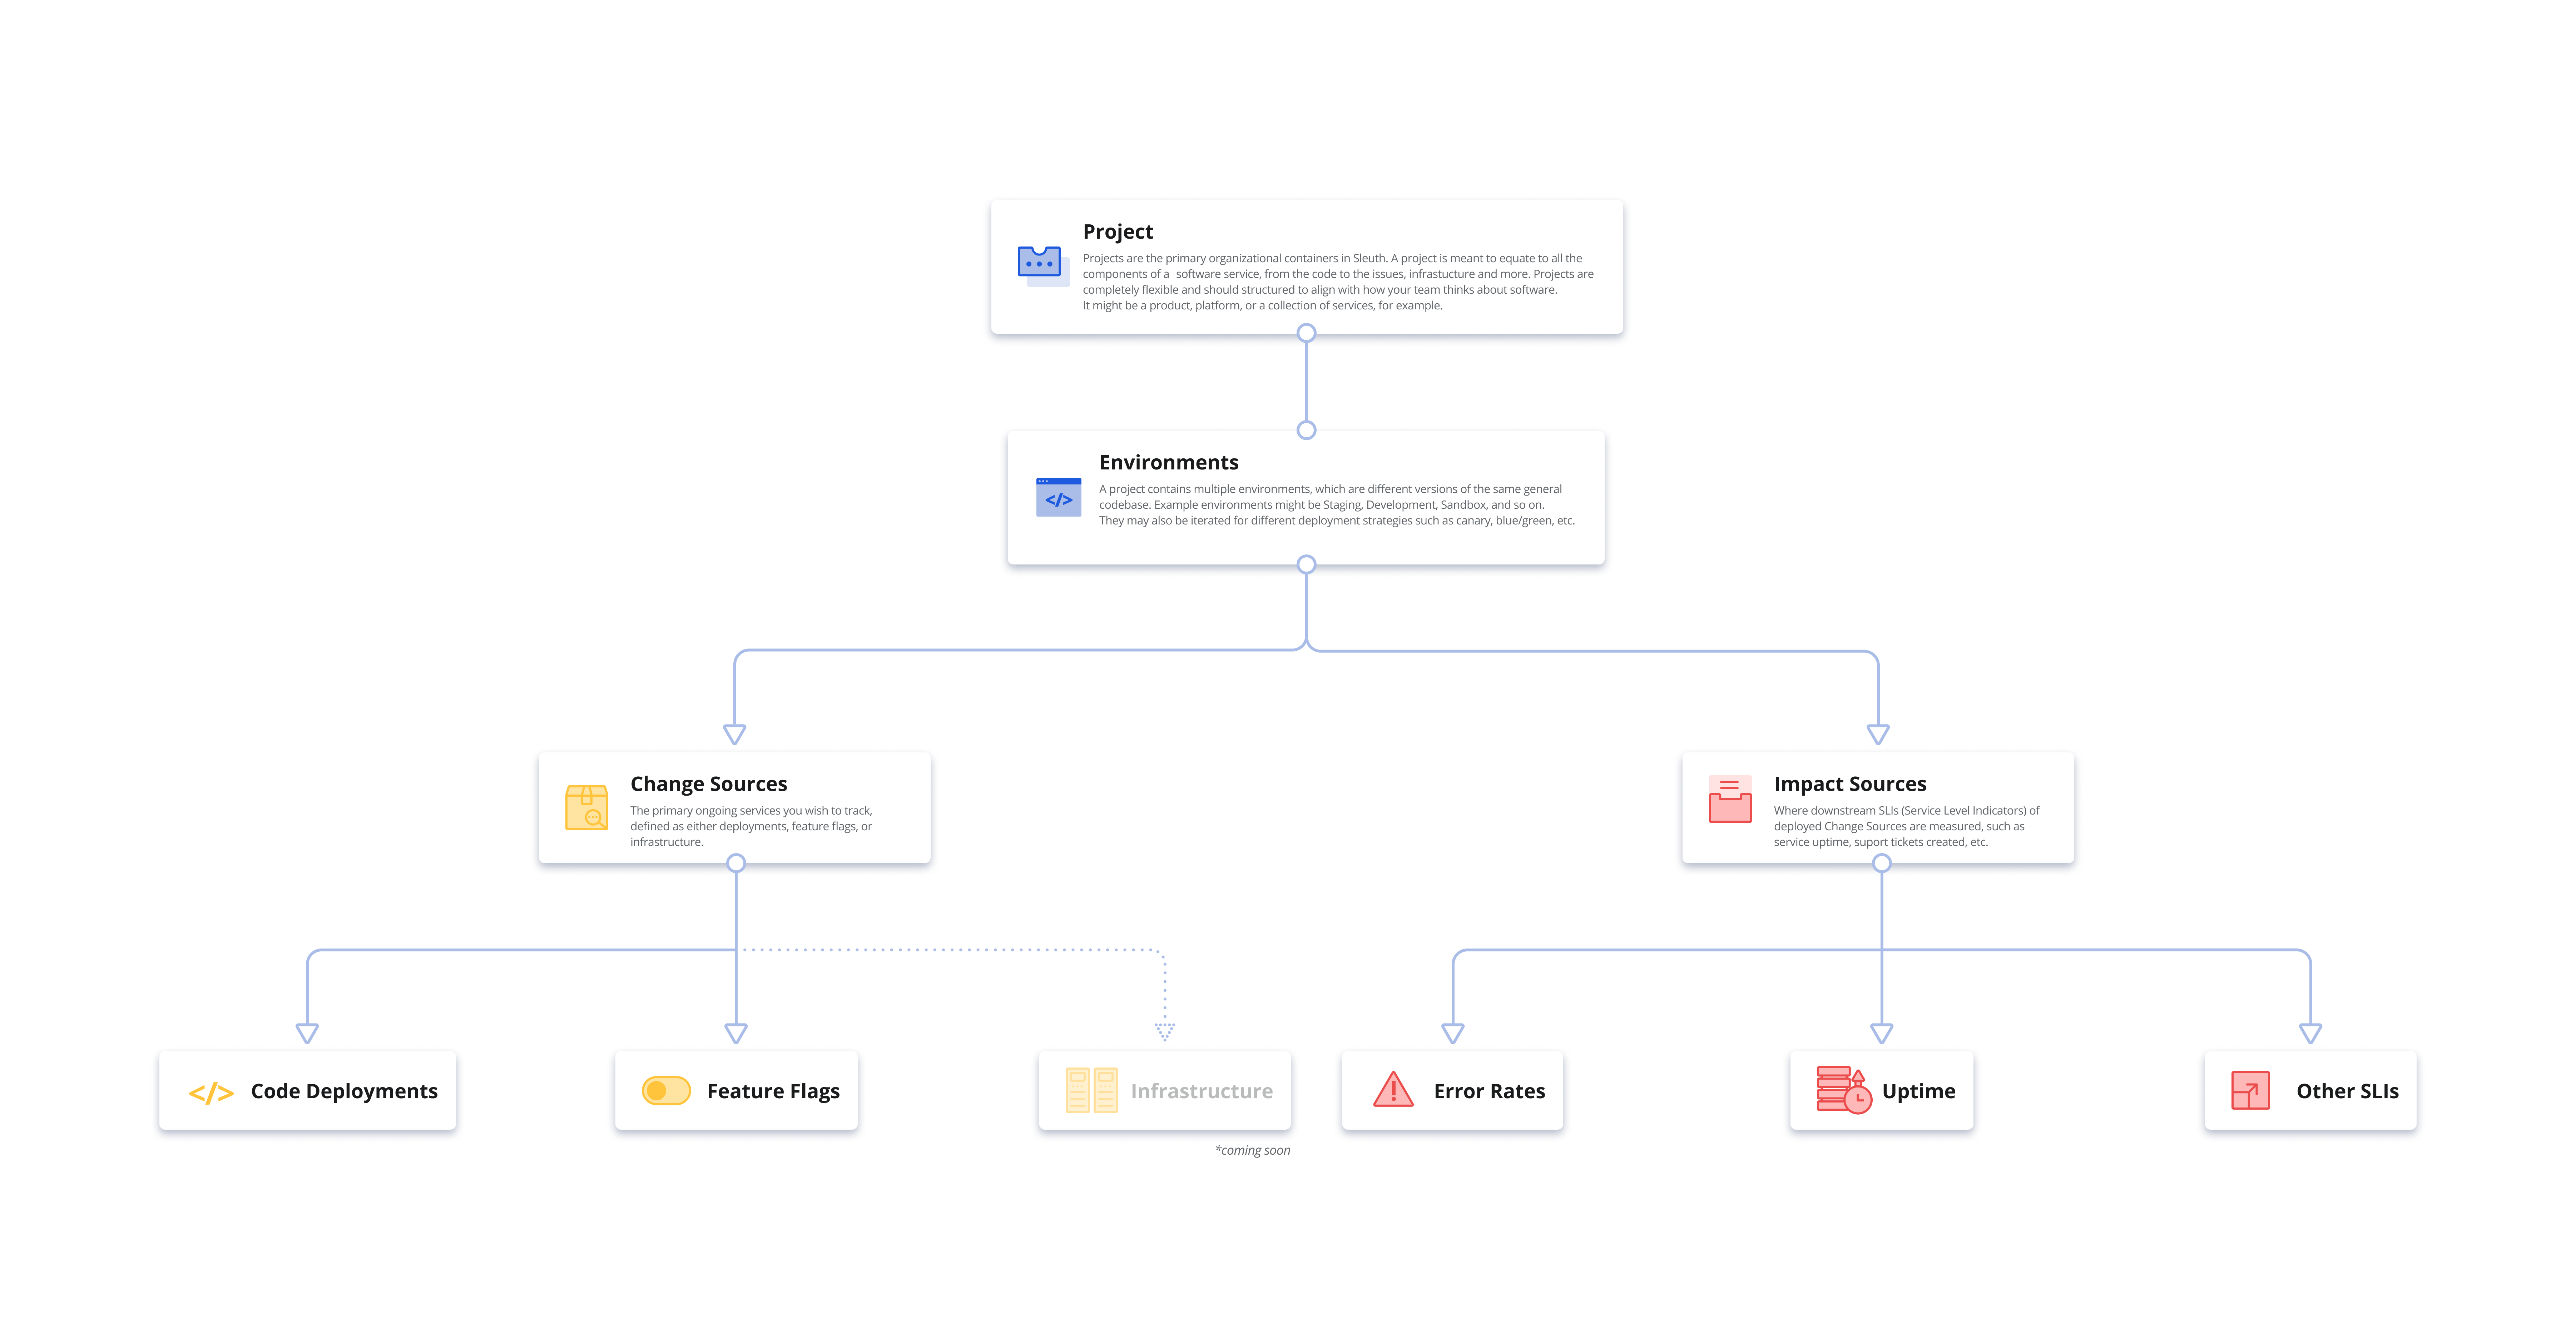 Project
Projects are the primary organizational containers in Sleuth. A project is meant to equate to all the
components of a  software service, from the code to the issues, infrastucture and more. Projects are
completely flexible and should structured to align with how your team thinks about software.
It might be a product, platform, or a collection of services, for example.
Environments
A project contains multiple environments, which are different versions of the same general
codebase. Example environments might be Staging, Development, Sandbox, and so on.
They may also be iterated for different deployment strategies such as canary, blue/green, etc.
Change Sources
The primary ongoing services you wish to track,
defined as either deployments, feature flags, or
infrastructure.
Impact Sources
Where downstream SLIs (Service Level Indicators) of
deployed Change Sources are measured, such as
service uptime, suport tickets created, etc.
Code Deployments
Feature Flags
Infrastructure
*coming soon
Error Rates
Uptime
Other SLIs